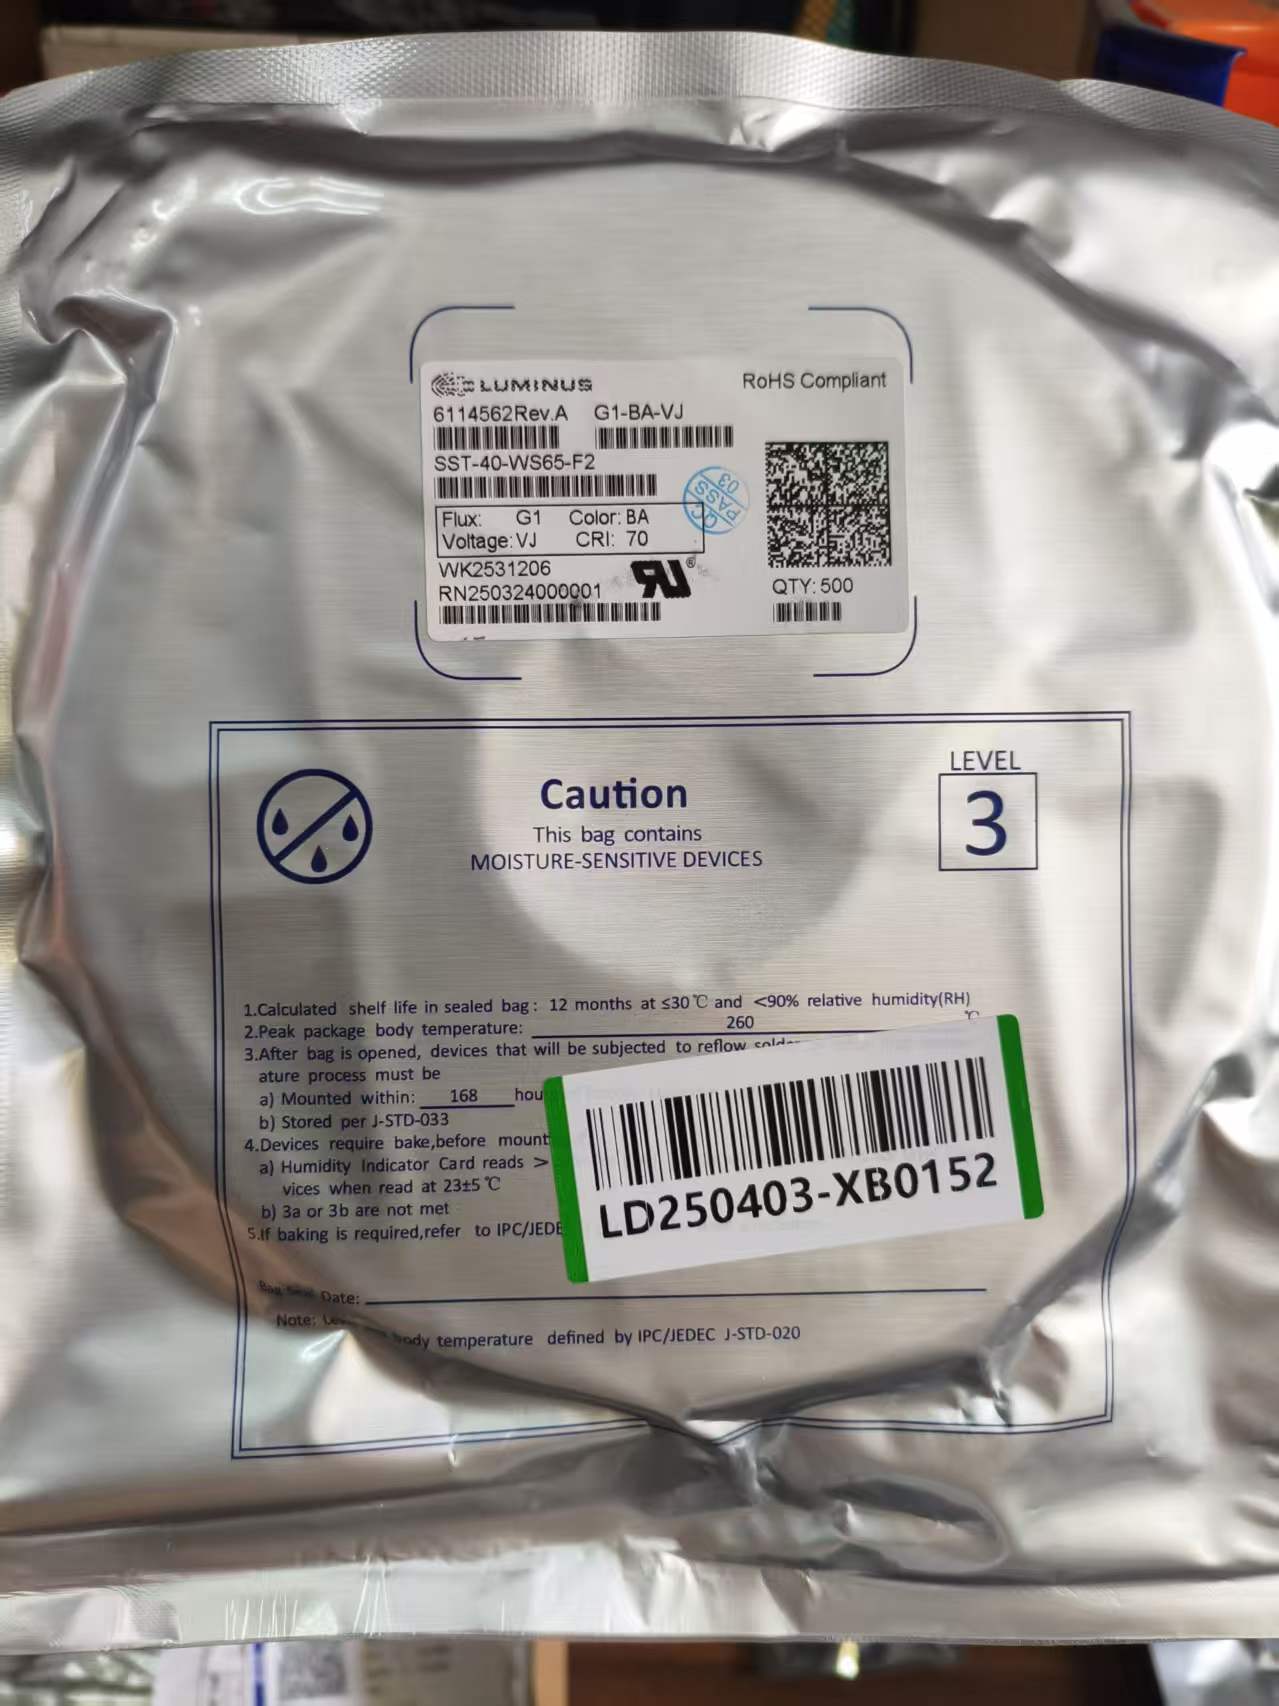 LUMINUS
RoHS Compliant
6114562Rev.A G1-BA-VJ
SST-40-WS65-F2
QC
PASS
03
Flux: G1 Color: BA
Voltage: VJ CRI: 70
WK2531206
RN250324000001
QTY: 500
LEVEL
3
Caution
This bag contains
MOISTURE-SENSITIVE DEVICES
1.Calculated shelf life in sealed bag: 12 months at ≤30℃ and <90% relative humidity(RH)
2.Peak package body temperature: 260 ℃
3.After bag is opened, devices that will be subjected to reflow
ature process must be
a) Mounted within: 168 hou
b) Stored per J-STD-033
4.Devices require bake,before mount
a) Humidity Indicator Card reads >
vices when read at 23±5℃
b) 3a or 3b are not met
5.If baking is required,refer to IPC/JEDE
LD250403-XB0152
Bag Seal Date:
Note: body temperature defined by IPC/JEDEC J-STD-020